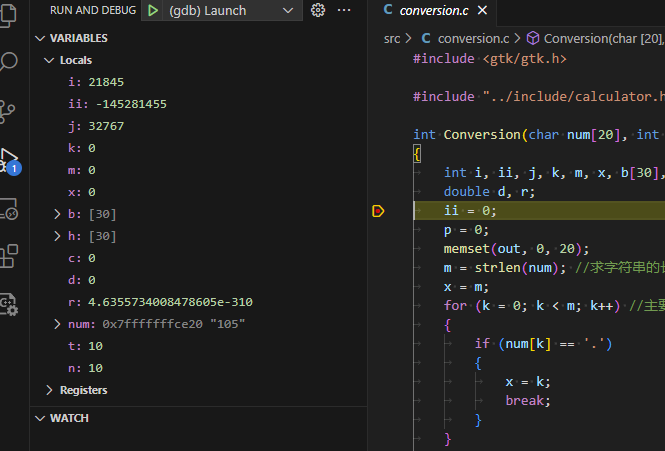 RUN AND DEBUG (gdb) Launch ···
VARIABLES
Locals
i: 21845
ii: -145281455
j: 32767
k: 0
m: 0
x: 0
b: [30]
h: [30]
c: 0
d: 0
r: 4.6355734008478605e-310
num: 0x7fffffffce20 "105"
t: 10
n: 10
Registers
WATCH
1
C conversion.c ×
src > C conversion.c > Conversion(char [20],
#include <gtk/gtk.h>
#include "../include/calculator.h
int Conversion(char num[20], int
{
int i, ii, j, k, m, x, b[30],
double d, r;
ii = 0;
p = 0;
memset(out, 0, 20);
m = strlen(num); //求字符串的
x = m;
for (k = 0; k < m; k++) //主要
{
if (num[k] == '.')
{
x = k;
break;
}
}